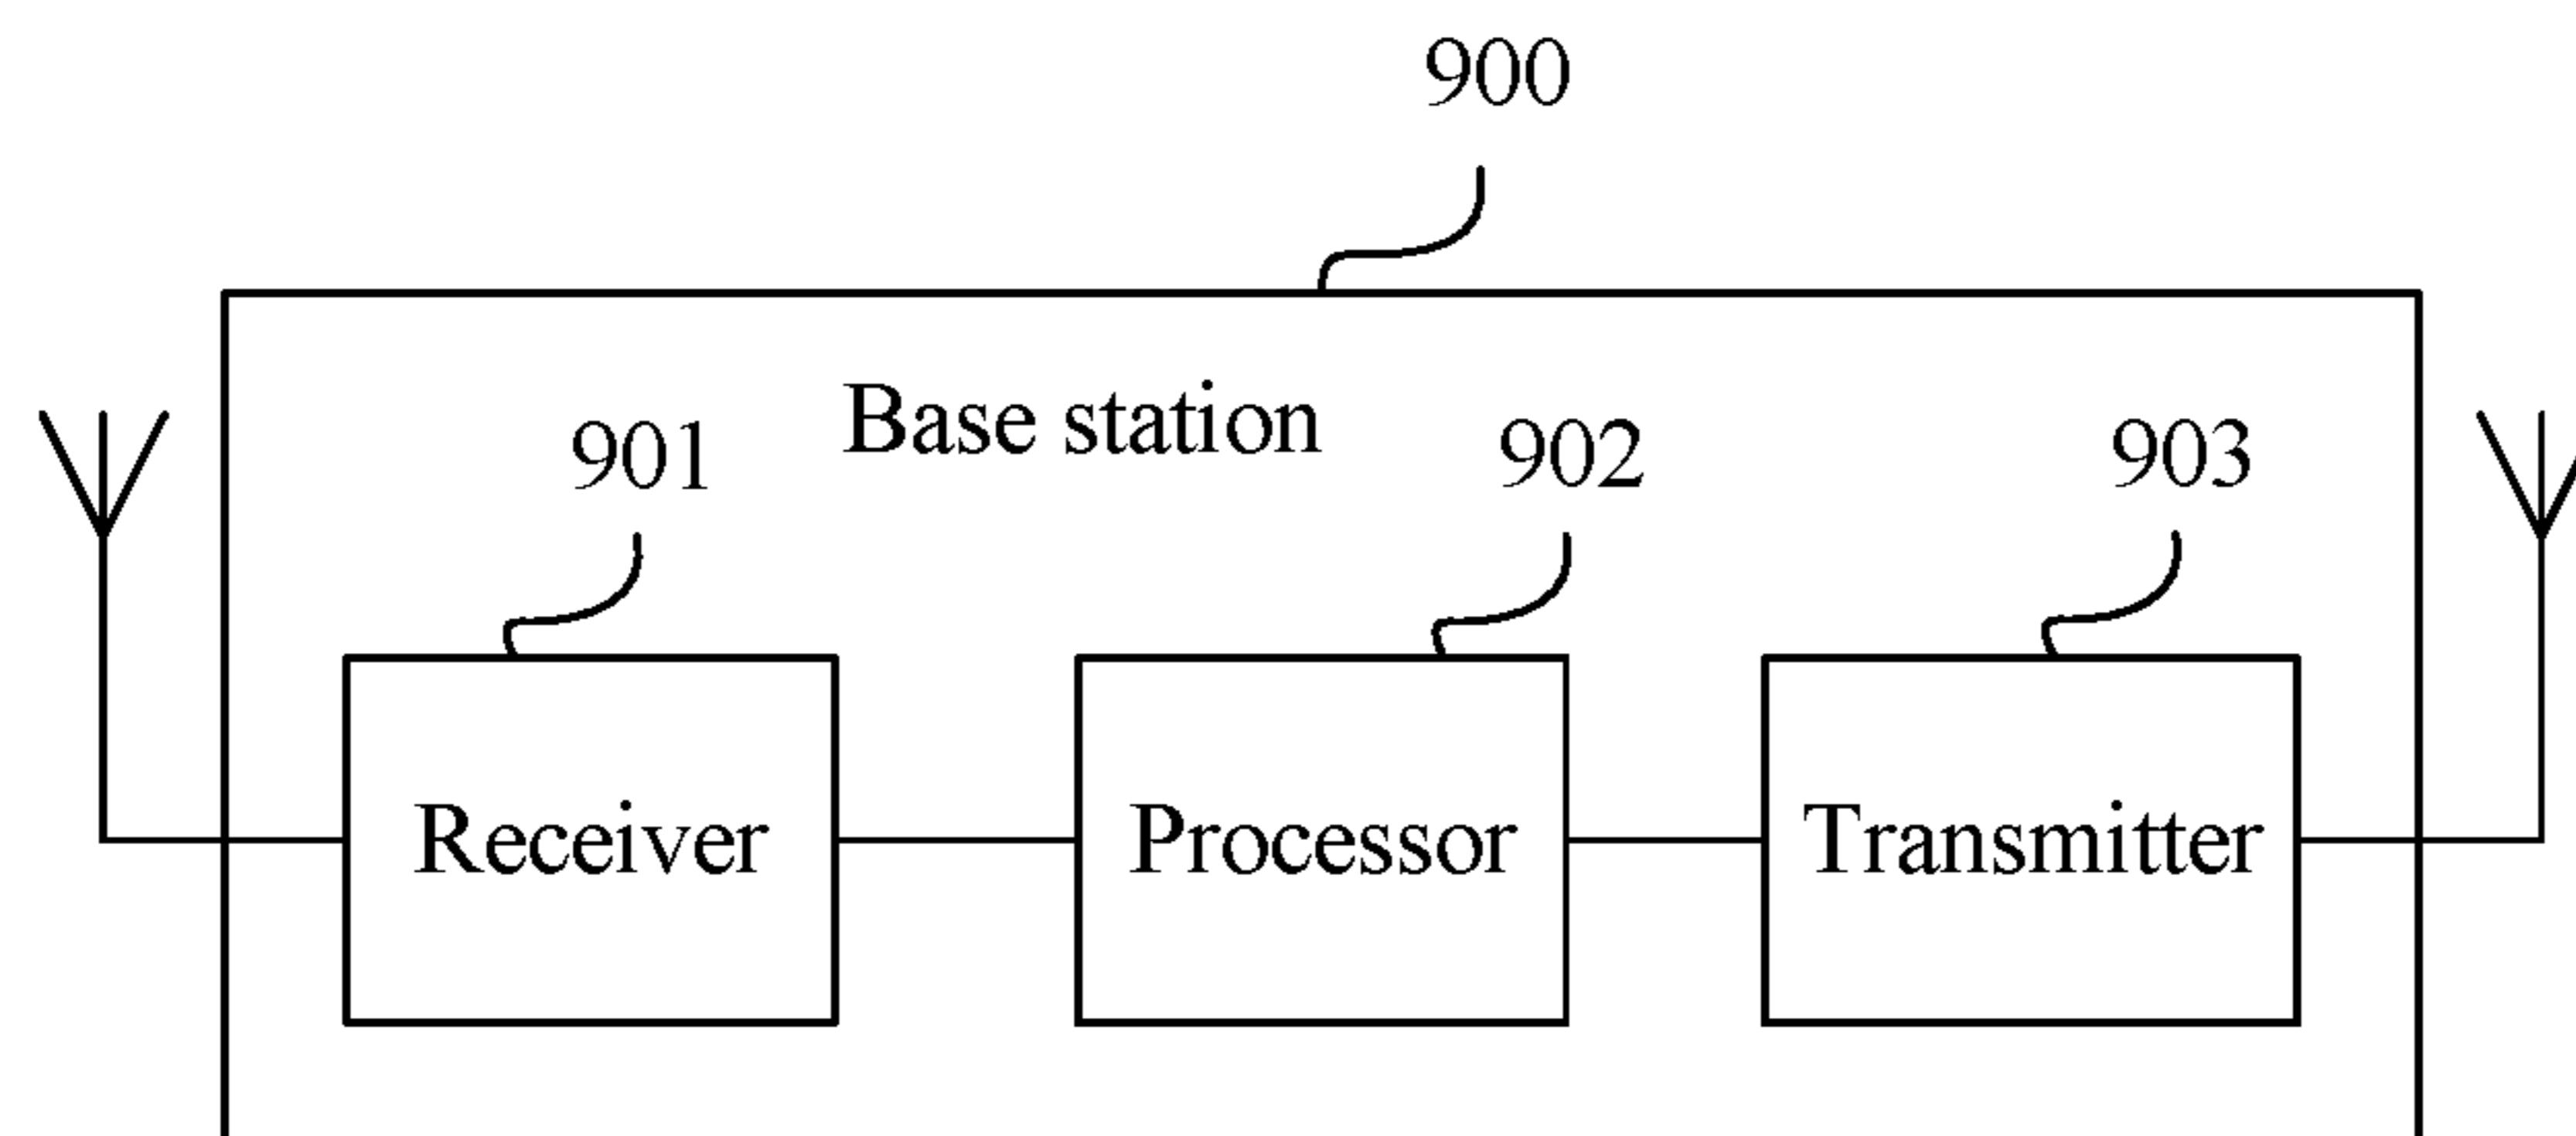 900
Base station
901
902
903
Receiver
Processor
Transmitter